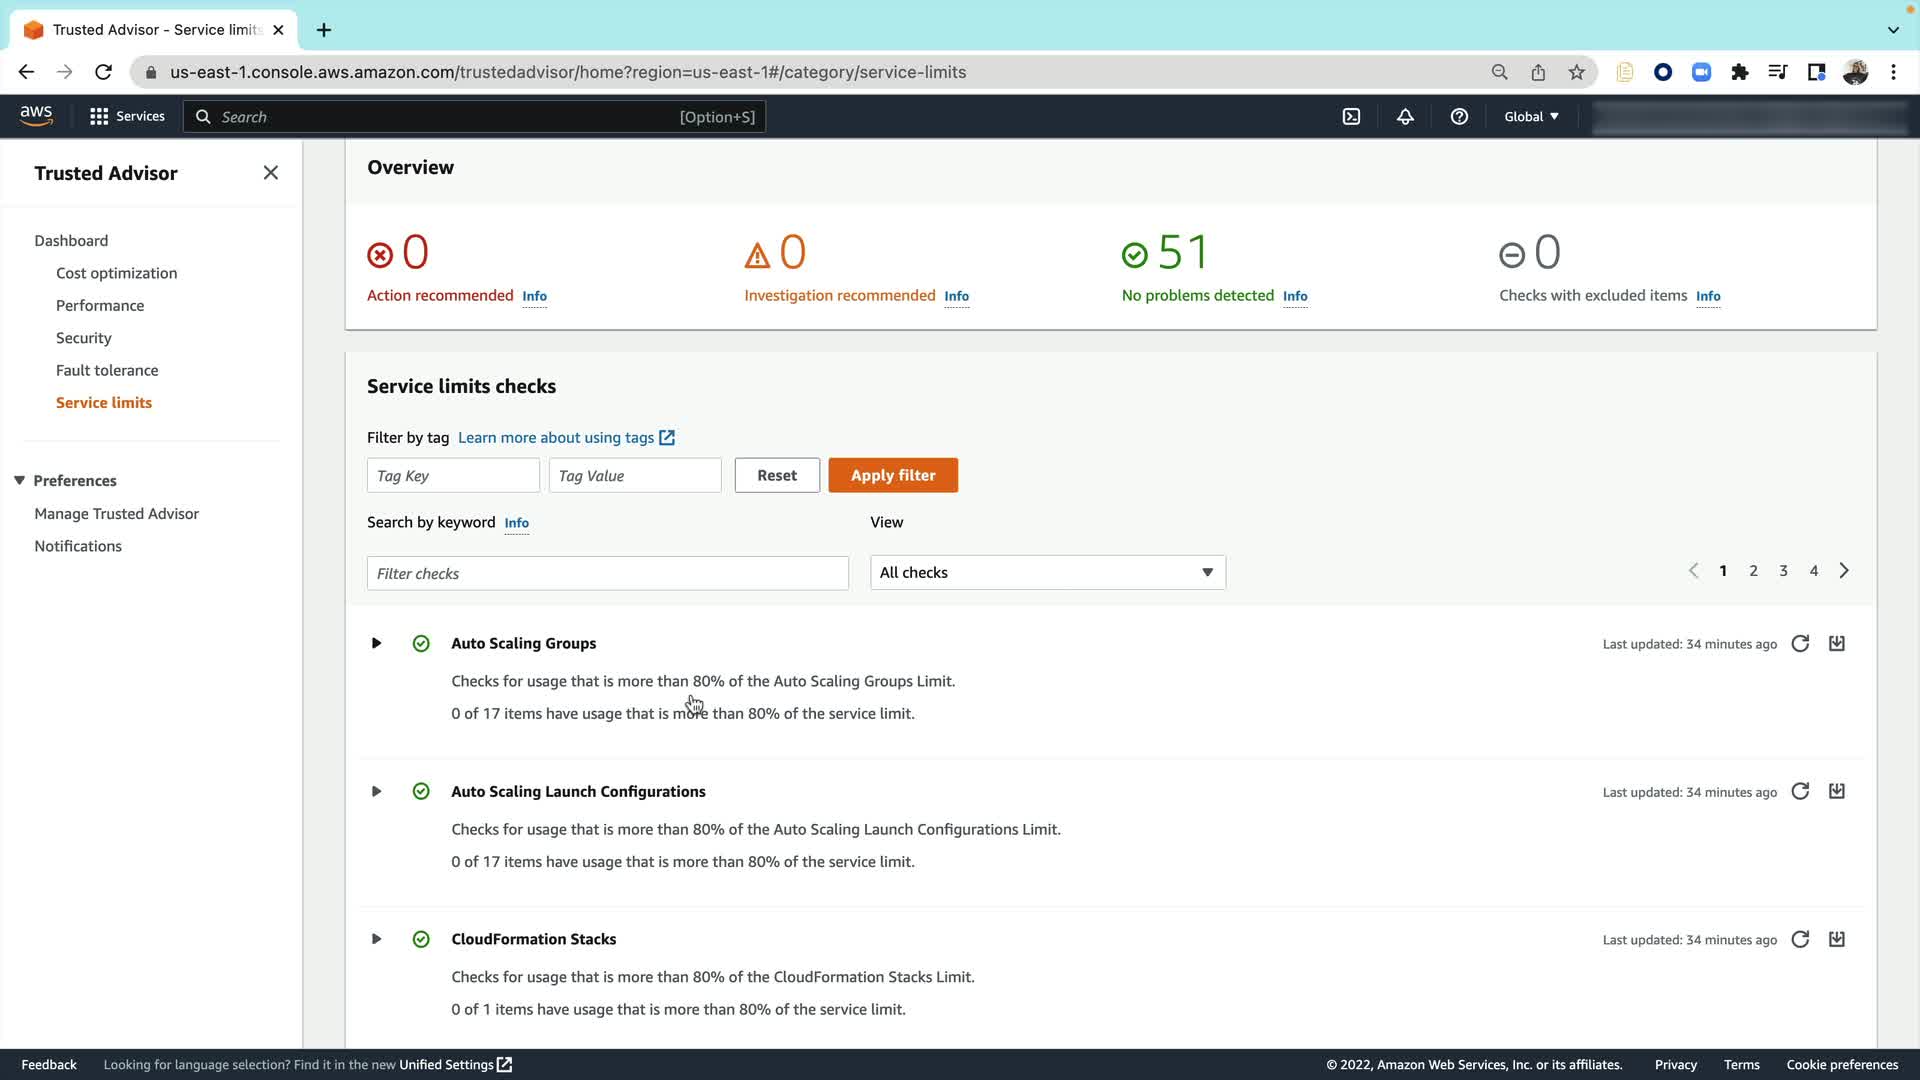 Trusted Advisor - Service limits
us-east-1.console.aws.amazon.com/trustedadvisor/home?region=us-east-1#/category/service-limits
aws
Services
Search
[Option+S]
Global
Trusted Advisor
Dashboard
Cost optimization
Performance
Security
Fault tolerance
Service limits
Preferences
Manage Trusted Advisor
Notifications
Overview
0
Action recommended Info
0
Investigation recommended Info
51
No problems detected Info
0
Checks with excluded items Info
Service limits checks
Filter by tag Learn more about using tags
Tag Key
Tag Value
Reset
Apply filter
Search by keyword Info
View
Filter checks
All checks
1 2 3 4
Auto Scaling Groups
Last updated: 34 minutes ago
Checks for usage that is more than 80% of the Auto Scaling Groups Limit.
0 of 17 items have usage that is more than 80% of the service limit.
Auto Scaling Launch Configurations
Last updated: 34 minutes ago
Checks for usage that is more than 80% of the Auto Scaling Launch Configurations Limit.
0 of 17 items have usage that is more than 80% of the service limit.
CloudFormation Stacks
Last updated: 34 minutes ago
Checks for usage that is more than 80% of the CloudFormation Stacks Limit.
0 of 1 items have usage that is more than 80% of the service limit.
Feedback
Looking for language selection? Find it in the new Unified Settings
© 2022, Amazon Web Services, Inc. or its affiliates.
Privacy
Terms
Cookie preferences